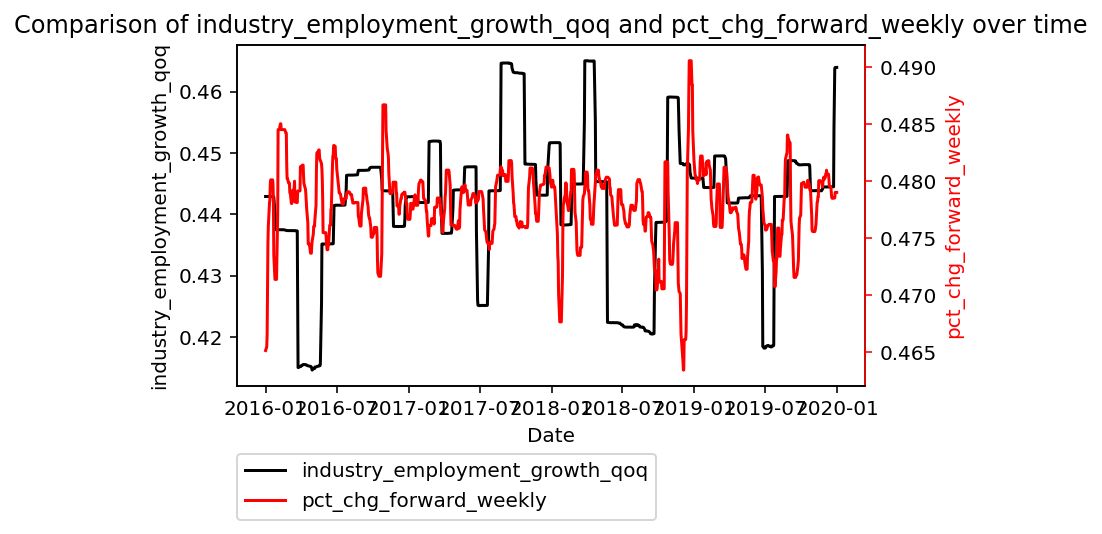 Comparison of industry_employment_growth_qoq and pct_chg_forward_weekly over time
industry_employment_growth_qoq
0.46
0.45
0.44
0.43
0.42
0.490
0.485
0.480
0.475
0.470
0.465
pct_chg_forward_weekly
2016-01 2016-07 2017-01 2017-07 2018-01 2018-07 2019-01 2019-07 2020-01
Date
industry_employment_growth_qoq
pct_chg_forward_weekly